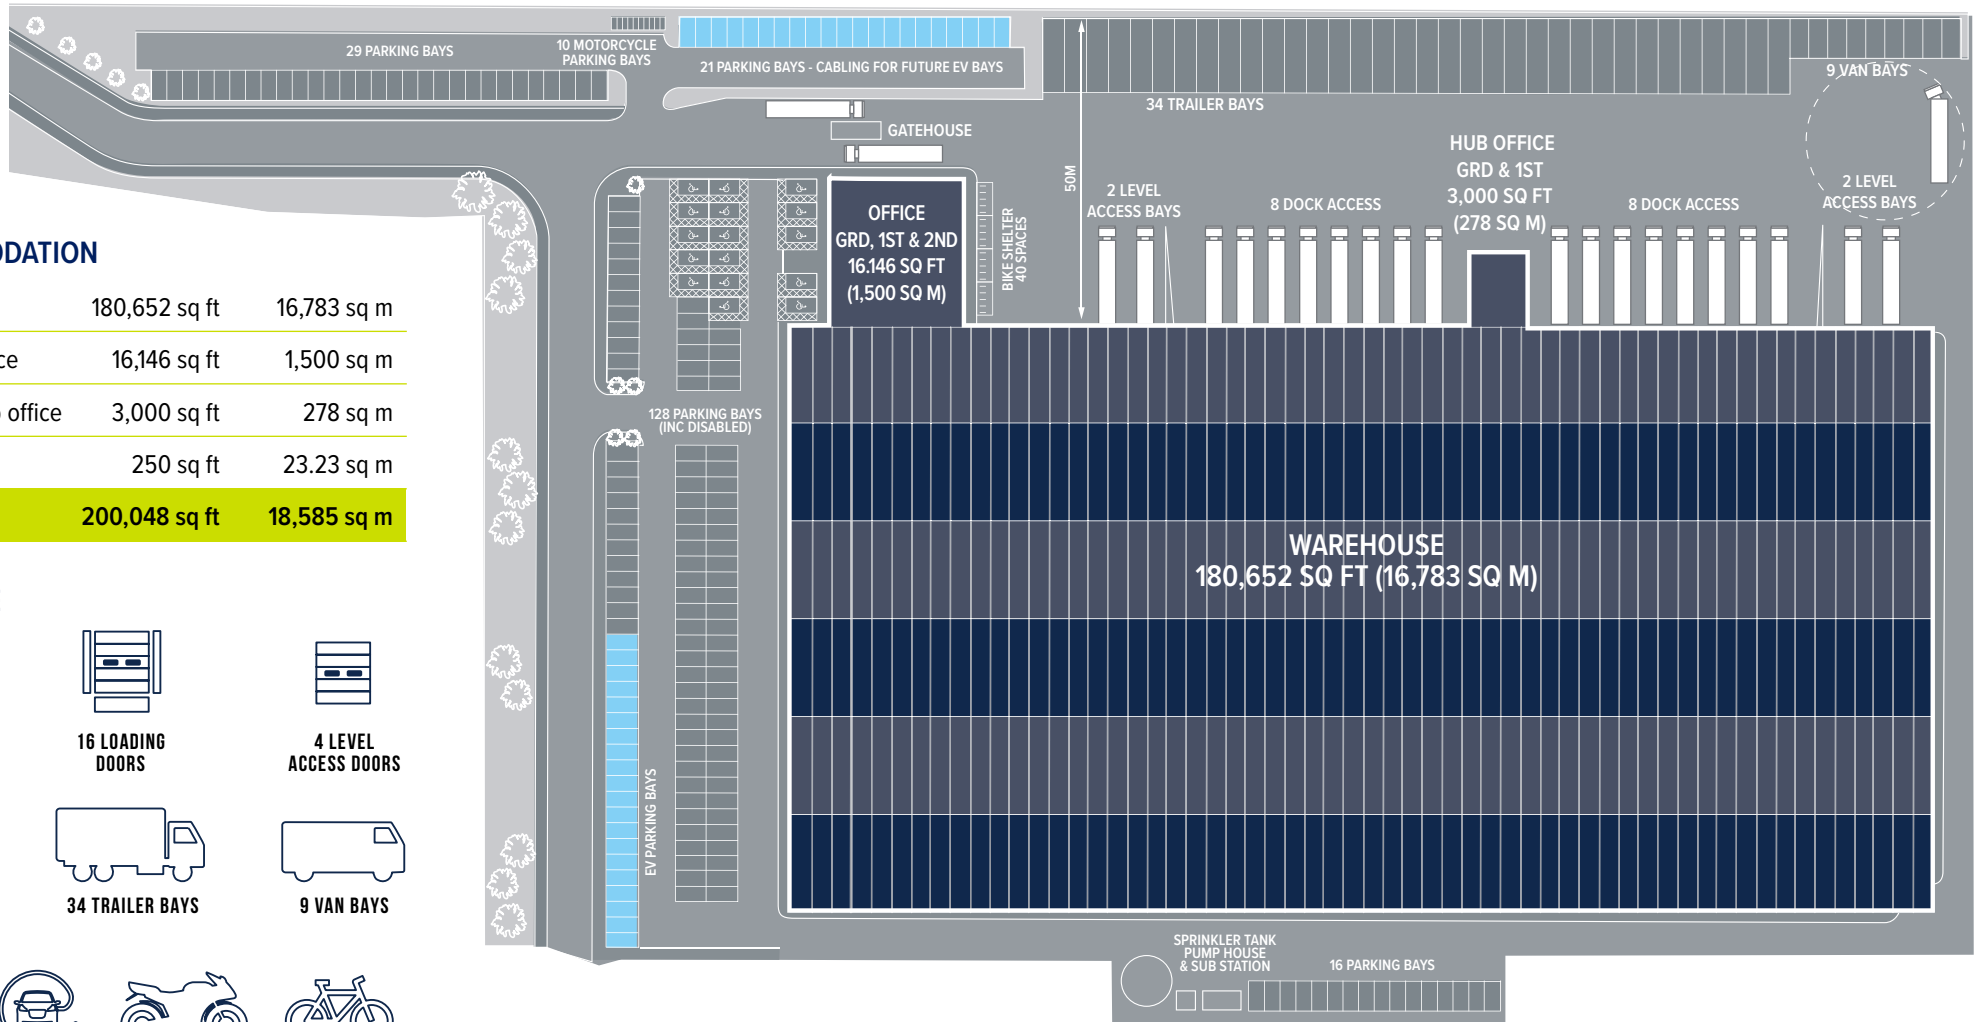 29 PARKING BAYS
10 MOTORCYCLE
PARKING BAYS
21 PARKING BAYS - CABLING FOR FUTURE EV BAYS
34 TRAILER BAYS
9 VAN BAYS
GATEHOUSE
50M
HUB OFFICE
GRD & 1ST
3,000 SQ FT
(278 SQ M)
2 LEVEL
ACCESS BAYS
8 DOCK ACCESS
8 DOCK ACCESS
2 LEVEL
ACCESS BAYS
OFFICE
GRD, 1ST & 2ND
16.146 SQ FT
(1,500 SQ M)
BIKE SHELTER
40 SPACES
DATION
180,652 sq ft 16,783 sq m
ce 16,146 sq ft 1,500 sq m
office 3,000 sq ft 278 sq m
250 sq ft 23.23 sq m
200,048 sq ft 18,585 sq m
128 PARKING BAYS
(INC DISABLED)
WAREHOUSE
180,652 SQ FT (16,783 SQ M)
16 LOADING
DOORS
4 LEVEL
ACCESS DOORS
EV PARKING BAYS
34 TRAILER BAYS
9 VAN BAYS
SPRINKLER TANK
PUMP HOUSE
& SUB STATION
16 PARKING BAYS